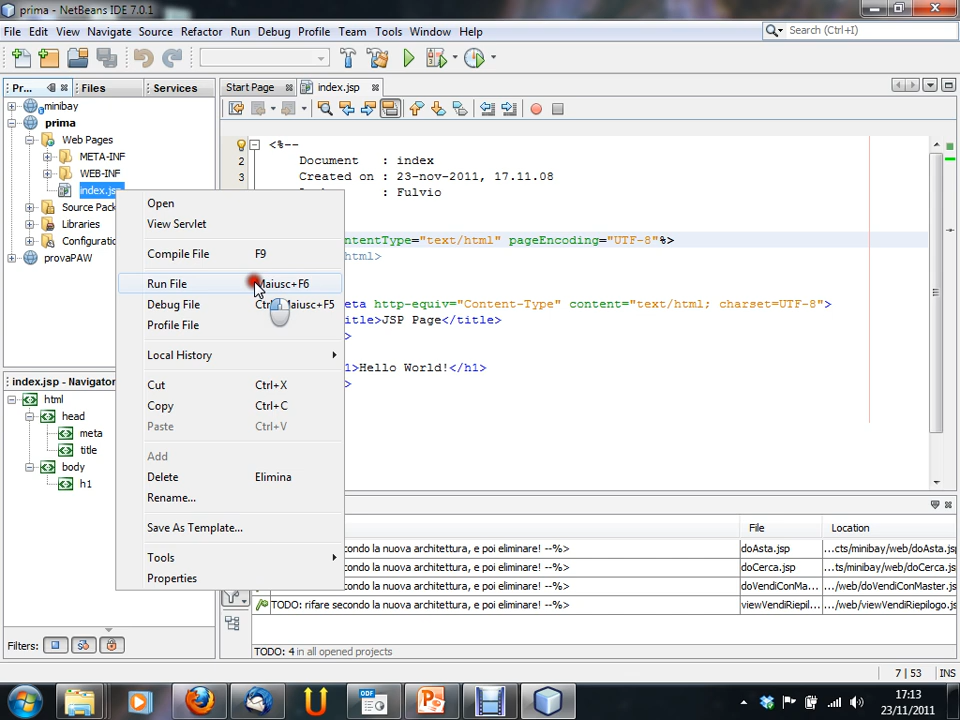 prima - NetBeans IDE 7.0.1
File Edit View Navigate Source Refactor Run Debug Profile Team Tools Window Help
Search (Ctrl+I)
Pr... Files Services
Start Page index.jsp
minibay
prima
Web Pages
META-INF
WEB-INF
index.jsp
Source Pack
Libraries
Configuratio
provaPAW
<%--
2 Document : index
3 Created on : 23-nov-2011, 17.11.08
: Fulvio
ntentType="text/html" pageEncoding="UTF-8"%>
html>
eta http-equiv="Content-Type" content="text/html; charset=UTF-8">
itle>JSP Page</title>
>
1>Hello World!</h1>
>
Open
View Servlet
Compile File F9
Run File Maiusc+F6
Debug File Ctrl+Maiusc+F5
Profile File
Local History
Cut Ctrl+X
Copy Ctrl+C
Paste Ctrl+V
Add
Delete Elimina
Rename...
Save As Template...
Tools
Properties
index.jsp - Navigator
html
head
meta
title
body
h1
Filters:
File Location
condo la nuova architettura, e poi eliminare! --%> doAsta.jsp ...cts/minibay/web/doAsta.jsp
condo la nuova architettura, e poi eliminare! --%> doCerca.jsp ...ts/minibay/web/doCerca.jsp
condo la nuova architettura, e poi eliminare! --%> doVendiConMa... .../web/doVendiConMaster.jsp
TODO: rifare secondo la nuova architettura, e poi eliminare! --%> viewVendiRiepil... .../web/viewVendiRiepilogo.js
TODO: 4 in all opened projects
7 | 53 INS
17:13
23/11/2011